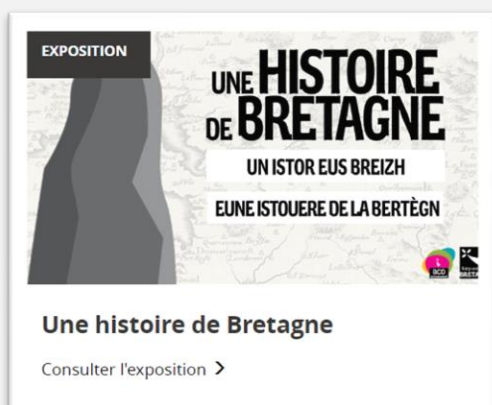 EXPOSITION
UNE HISTOIRE
DE BRETAGNE
UN ISTOR EUS BREIZH
EUNE ISTOUERE DE LA BERTÈGN
BCD
Une histoire de Bretagne
Consulter l'exposition